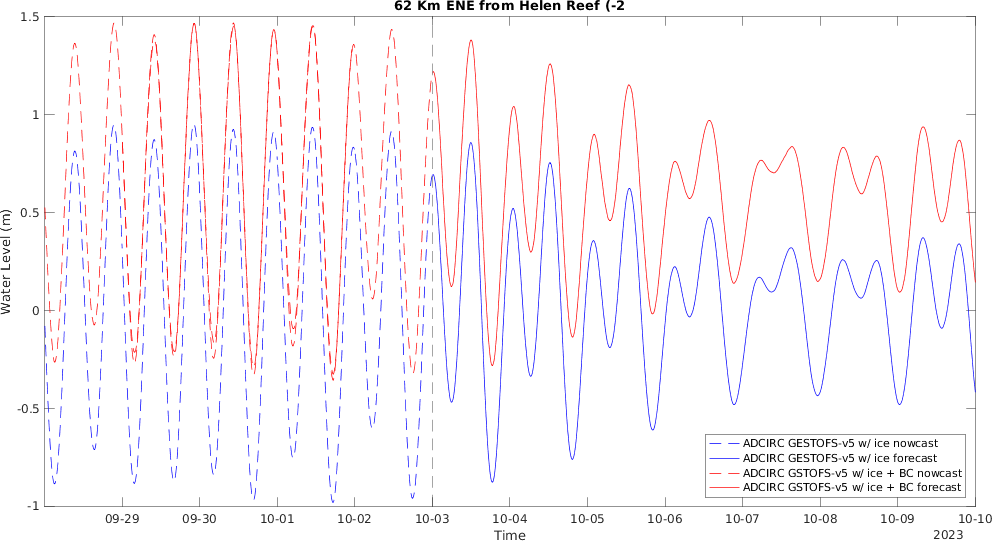 62 Km ENE from Helen Reef (-2
1.5
1
0.5
0
-0.5
-1
Water Level (m)
ADCIRC GESTOFS-v5 w/ ice nowcast
ADCIRC GESTOFS-v5 w/ ice forecast
ADCIRC GSTOFS-v5 w/ ice + BC nowcast
ADCIRC GSTOFS-v5 w/ ice + BC forecast
09-29 09-30 10-01 10-02 10-03 10-04 10-05 10-06 10-07 10-08 10-09 10-10
Time
2023